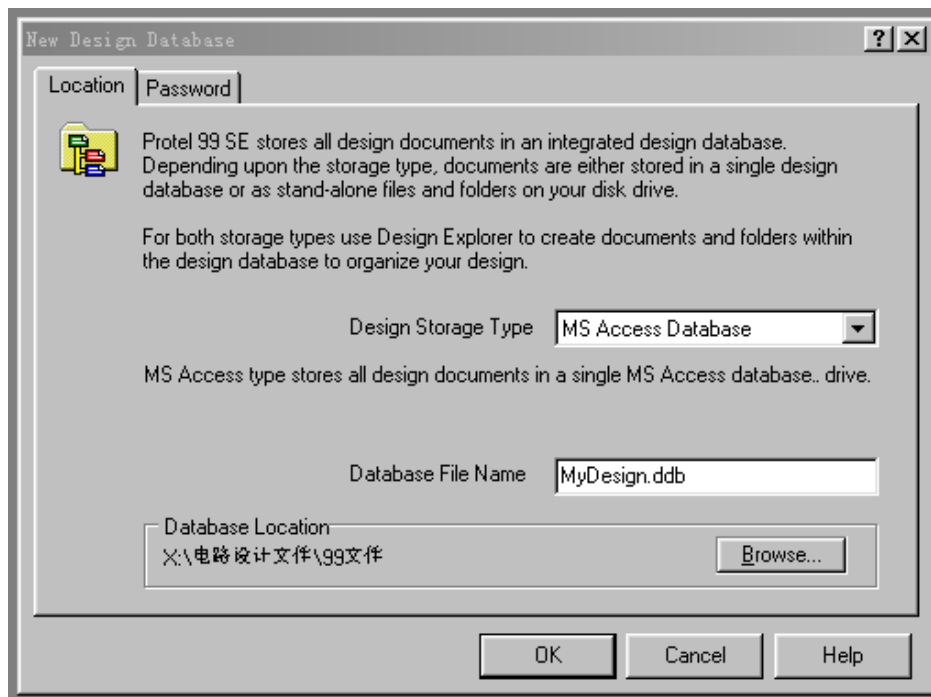 New Design Database
Location
Password
Protel 99 SE stores all design documents in an integrated design database.
Depending upon the storage type, documents are either stored in a single design
database or as stand-alone files and folders on your disk drive.
For both storage types use Design Explorer to create documents and folders within
the design database to organize your design.
Design Storage Type MS Access Database
MS Access type stores all design documents in a single MS Access database.. drive.
Database File Name MyDesign.ddb
Database Location
X:\电路设计文件\99文件
Browse...
OK Cancel Help